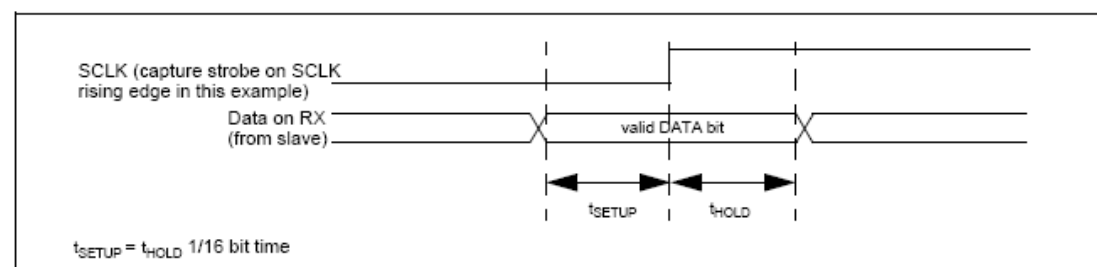 SCLK (capture strobe on SCLK
rising edge in this example)
Data on RX
(from slave)
valid DATA bit
tSETUP
tHOLD
tSETUP = tHOLD 1/16 bit time